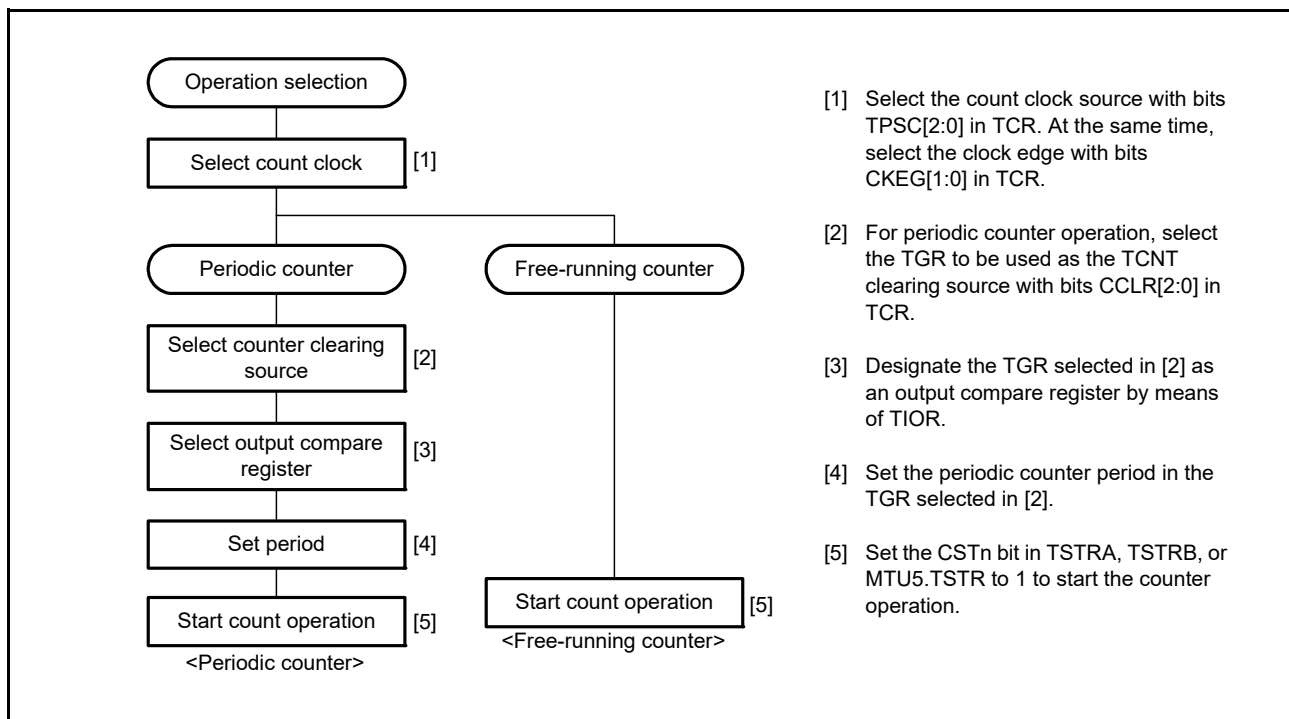 Operation selection
Select count clock
[1]
Periodic counter
Free-running counter
Select counter clearing
source
[2]
Select output compare
register
[3]
Set period
[4]
Start count operation
[5]
<Periodic counter>
Start count operation
[5]
<Free-running counter>
[1] Select the count clock source with bits
TPSC[2:0] in TCR. At the same time,
select the clock edge with bits
CKEG[1:0] in TCR.
[2] For periodic counter operation, select
the TGR to be used as the TCNT
clearing source with bits CCLR[2:0] in
TCR.
[3] Designate the TGR selected in [2] as
an output compare register by means
of TIOR.
[4] Set the periodic counter period in the
TGR selected in [2].
[5] Set the CSTn bit in TSTRA, TSTRB, or
MTU5.TSTR to 1 to start the counter
operation.